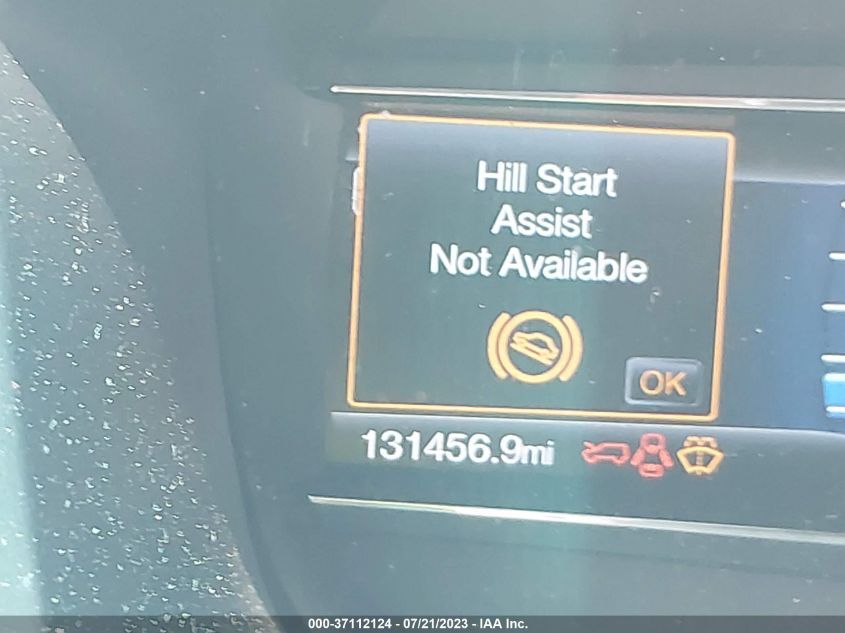 Hill Start
Assist
Not Available
OK
131456.9mi
000-37112124 - 07/21/2023 - IAA Inc.